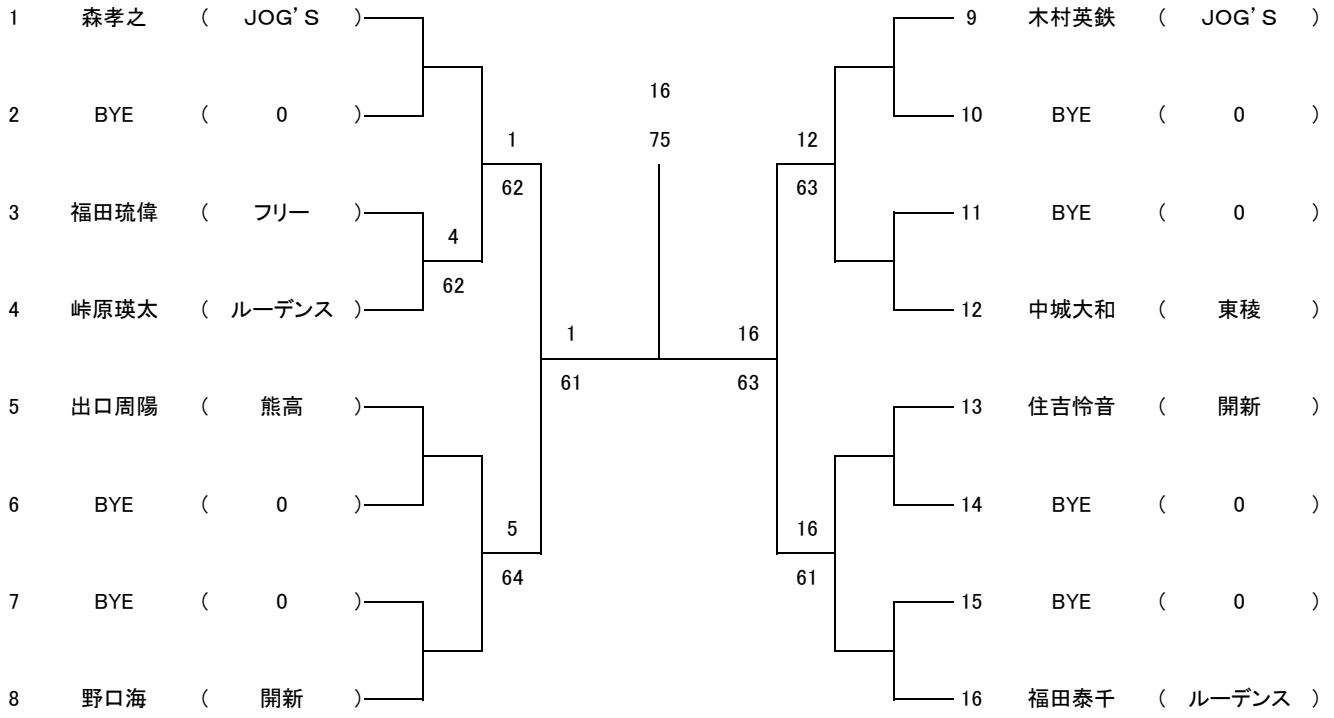 1 森孝之 ( JOG'S ) 9 木村英鉄 ( JOG'S )
16
2 BYE ( 0 ) 10 BYE ( 0 )
1 75 12
62 63
3 福田琉偉 ( フリー ) 11 BYE ( 0 )
4
62
4 峠原瑛太 ( ルーデンス ) 12 中城大和 ( 東稜 )
1 16
61 63
5 出口周陽 ( 熊高 ) 13 住吉怜音 ( 開新 )
6 BYE ( 0 ) 14 BYE ( 0 )
5 16
64 61
7 BYE ( 0 ) 15 BYE ( 0 )
8 野口海 ( 開新 ) 16 福田泰千 ( ルーデンス )